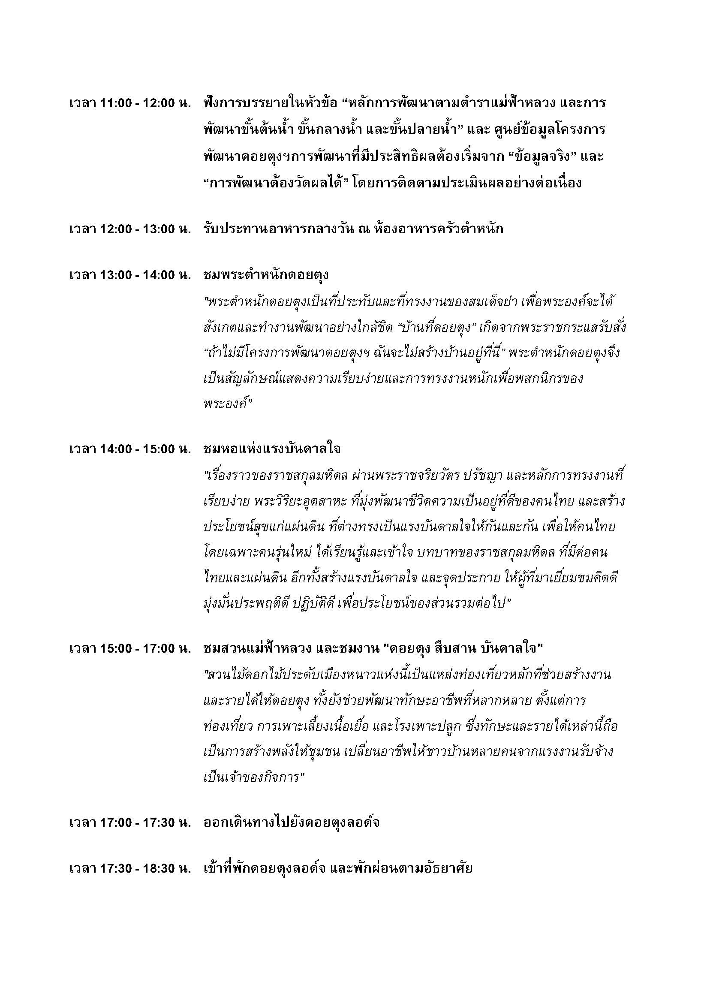 เวลา 11:00 - 12:00 น. ฟังการบรรยายในหัวข้อ “หลักการพัฒนาตามตำราแม่ฟ้าหลวง และการ
พัฒนาขั้นต้นน้ำ ขั้นกลางน้ำ และขั้นปลายน้ำ” และ ศูนย์ข้อมูลโครงการ
พัฒนาดอยตุงฯการพัฒนาที่มีประสิทธิผลต้องเริ่มจาก “ข้อมูลจริง” และ
“การพัฒนาต้องวัดผลได้” โดยการติดตามประเมินผลอย่างต่อเนื่อง
เวลา 12:00 - 13:00 น. รับประทานอาหารกลางวัน ณ ห้องอาหารครัวตำหนัก
เวลา 13:00 - 14:00 น. ชมพระตำหนักดอยตุง
"พระตำหนักดอยตุงเป็นที่ประทับและที่ทรงงานของสมเด็จย่า เพื่อพระองค์จะได้
สังเกตและทำงานพัฒนาอย่างใกล้ชิด “บ้านที่ดอยตุง” เกิดจากพระราชกระแสรับสั่ง
“ถ้าไม่มีโครงการพัฒนาดอยตุงฯ ฉันจะไม่สร้างบ้านอยู่ที่นี่” พระตำหนักดอยตุงจึง
เป็นสัญลักษณ์แสดงความเรียบง่ายและการทรงงานหนักเพื่อพสกนิกรของ
พระองค์"
เวลา 14:00 - 15:00 น. ชมหอแห่งแรงบันดาลใจ
"เรื่องราวของราชสกุลมหิดล ผ่านพระราชจริยวัตร ปรัชญา และหลักการทรงงานที่
เรียบง่าย พระวิริยะอุตสาหะ ที่มุ่งพัฒนาชีวิตความเป็นอยู่ที่ดีของคนไทย และสร้าง
ประโยชน์สุขแก่แผ่นดิน ที่ต่างทรงเป็นแรงบันดาลใจให้กันและกัน เพื่อให้คนไทย
โดยเฉพาะคนรุ่นใหม่ ได้เรียนรู้และเข้าใจ บทบาทของราชสกุลมหิดล ที่มีต่อคน
ไทยและแผ่นดิน อีกทั้งสร้างแรงบันดาลใจ และจุดประกาย ให้ผู้ที่มาเยี่ยมชมคิดดี
มุ่งมั่นประพฤติดี ปฏิบัติดี เพื่อประโยชน์ของส่วนรวมต่อไป"
เวลา 15:00 - 17:00 น. ชมสวนแม่ฟ้าหลวง และชมงาน "ดอยตุง สืบสาน บันดาลใจ"
"สวนไม้ดอกไม้ประดับเมืองหนาวแห่งนี้เป็นแหล่งท่องเที่ยวหลักที่ช่วยสร้างงาน
และรายได้ให้ดอยตุง ทั้งยังช่วยพัฒนาทักษะอาชีพที่หลากหลาย ตั้งแต่การ
ท่องเที่ยว การเพาะเลี้ยงเนื้อเยื่อ และโรงเพาะปลูก ซึ่งทักษะและรายได้เหล่านี้ถือ
เป็นการสร้างพลังให้ชุมชน เปลี่ยนอาชีพให้ชาวบ้านหลายคนจากแรงงานรับจ้าง
เป็นเจ้าของกิจการ"
เวลา 17:00 - 17:30 น. ออกเดินทางไปยังดอยตุงลอด์จ
เวลา 17:30 - 18:30 น. เข้าที่พักดอยตุงลอด์จ และพักผ่อนตามอัธยาศัย